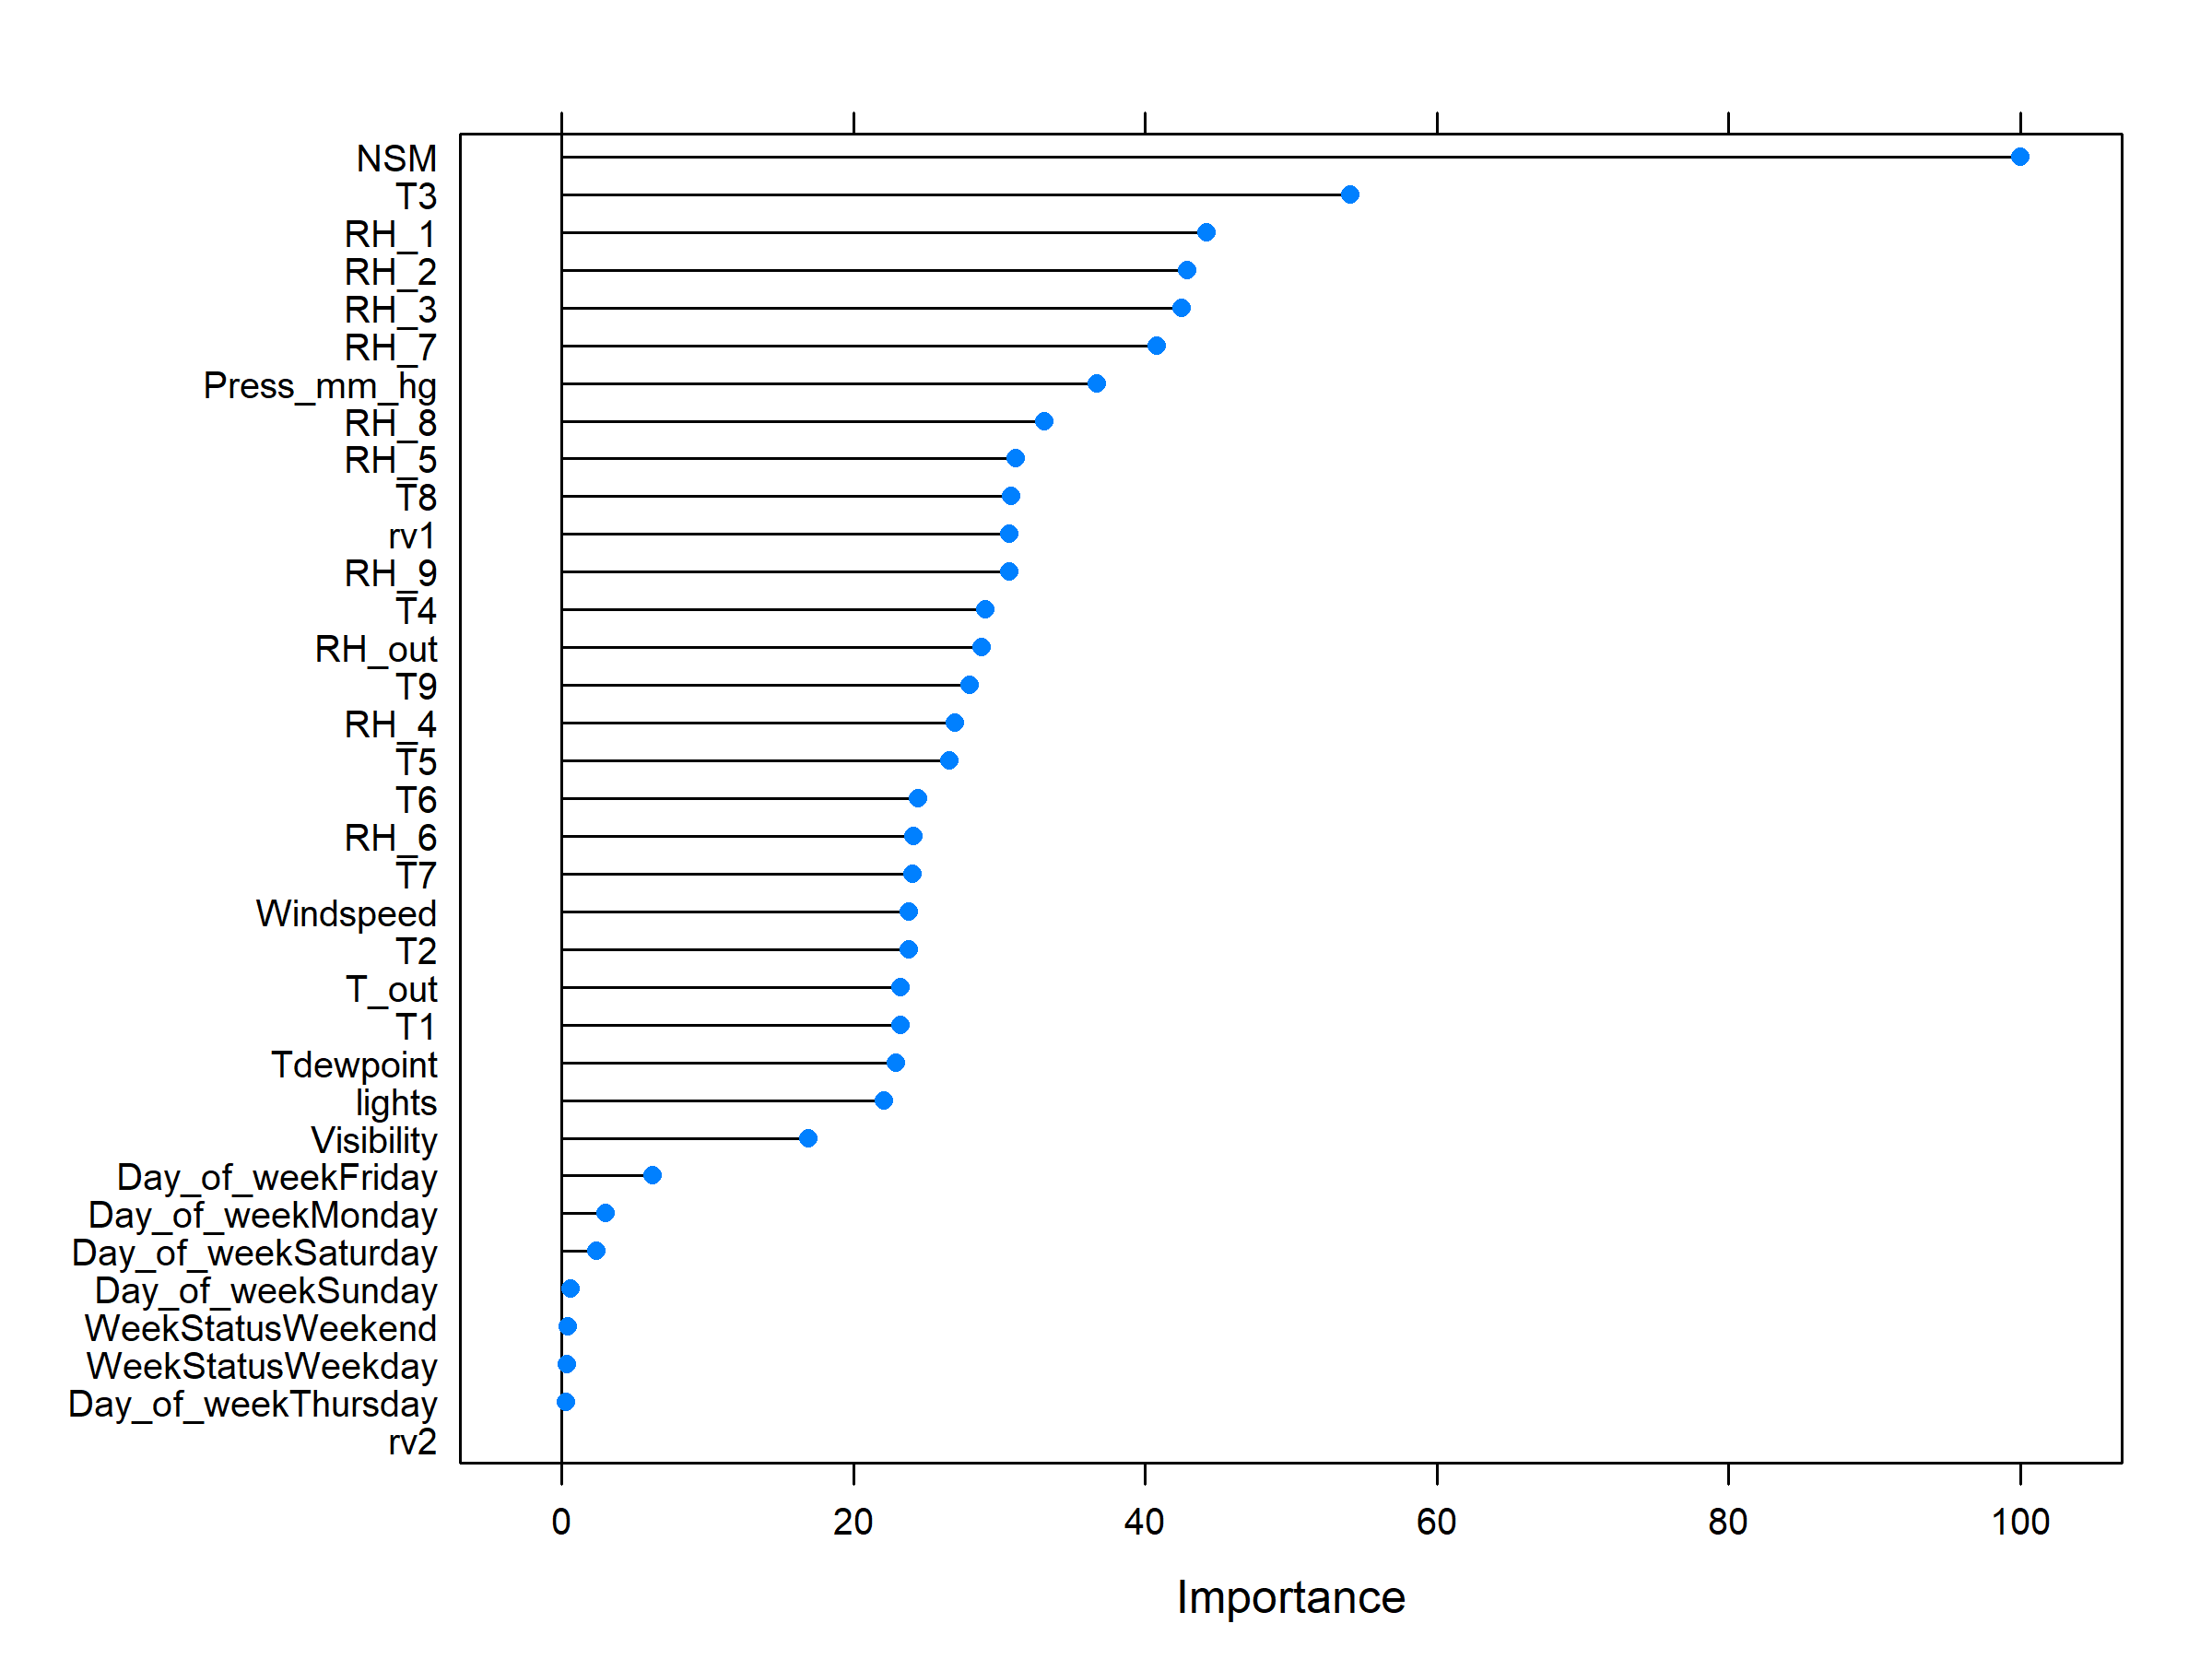 NSM
T3
RH_1
RH_2
RH_3
RH_7
Press_mm_hg
RH_8
RH_5
T8
rv1
RH_9
T4
RH_out
T9
RH_4
T5
T6
RH_6
T7
Windspeed
T2
T_out
T1
Tdewpoint
lights
Visibility
Day_of_weekFriday
Day_of_weekMonday
Day_of_weekSaturday
Day_of_weekSunday
WeekStatusWeekend
WeekStatusWeekday
Day_of_weekThursday
rv2
0 20 40 60 80 100
Importance